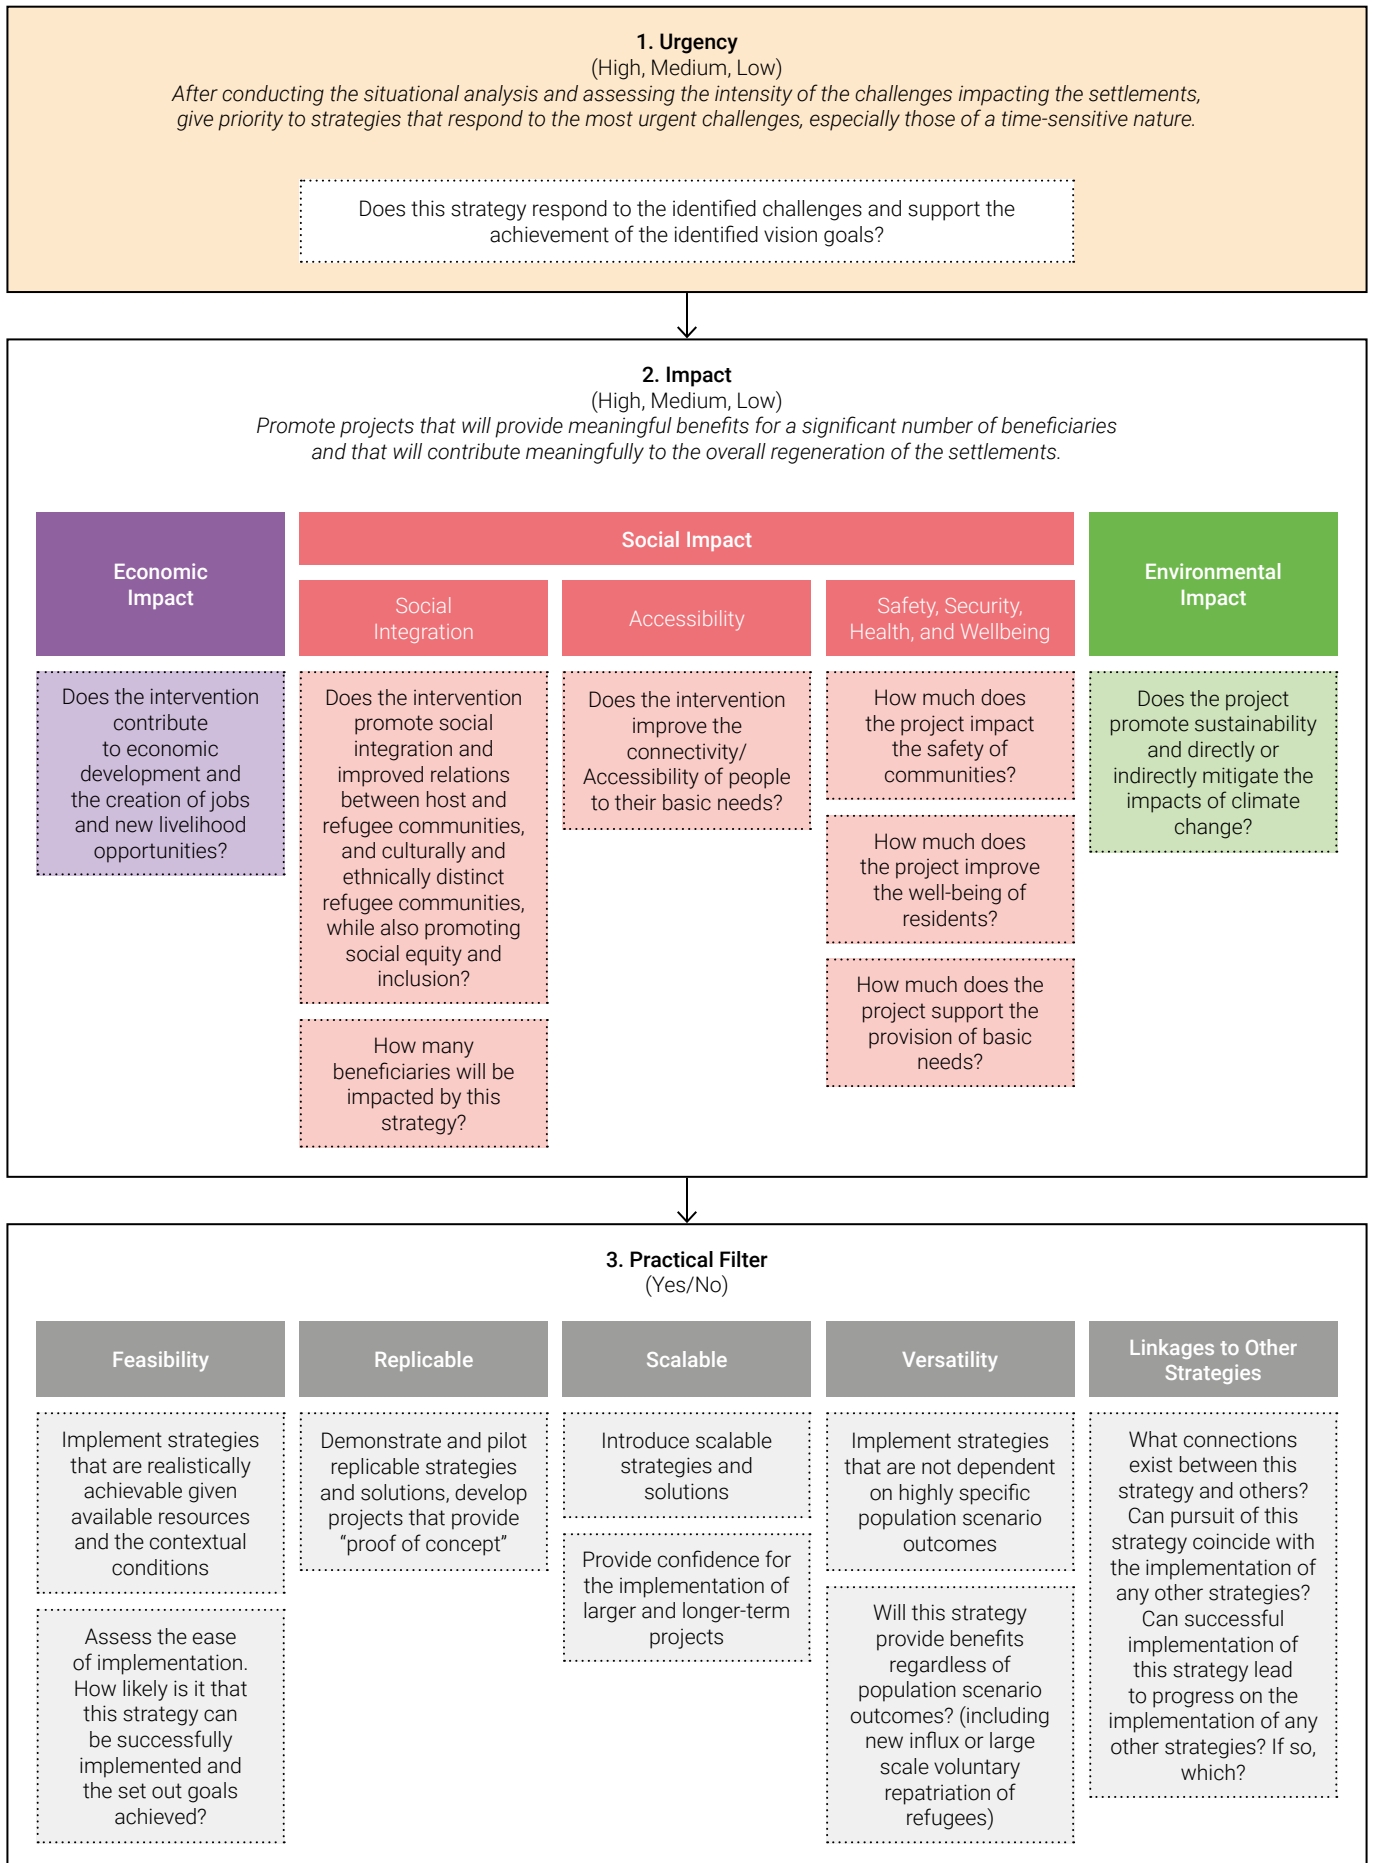 1. Urgency
(High, Medium, Low)
After conducting the situational analysis and assessing the intensity of the challenges impacting the settlements,
give priority to strategies that respond to the most urgent challenges, especially those of a time-sensitive nature.
Does this strategy respond to the identified challenges and support the
achievement of the identified vision goals?
2. Impact
(High, Medium, Low)
Promote projects that will provide meaningful benefits for a significant number of beneficiaries
and that will contribute meaningfully to the overall regeneration of the settlements.
Economic
Impact
Does the intervention
contribute
to economic
development and
the creation of jobs
and new livelihood
opportunities?
Social Impact
Social
Integration
Does the intervention
promote social
integration and
improved relations
between host and
refugee communities,
and culturally and
ethnically distinct
refugee communities,
while also promoting
social equity and
inclusion?
How many
beneficiaries will be
impacted by this
strategy?
Accessibility
Does the intervention
improve the
connectivity/
Accessibility of people
to their basic needs?
Safety, Security,
Health, and Wellbeing
How much does
the project impact
the safety of
communities?
How much does
the project improve
the well-being of
residents?
How much does the
project support the
provision of basic
needs?
Environmental
Impact
Does the project
promote sustainability
and directly or
indirectly mitigate the
impacts of climate
change?
3. Practical Filter
(Yes/No)
Feasibility
Implement strategies
that are realistically
achievable given
available resources
and the contextual
conditions
Assess the ease
of implementation.
How likely is it that
this strategy can
be successfully
implemented and
the set out goals
achieved?
Replicable
Demonstrate and pilot
replicable strategies
and solutions, develop
projects that provide
“proof of concept”
Scalable
Introduce scalable
strategies and
solutions
Provide confidence for
the implementation of
larger and longer-term
projects
Versatility
Implement strategies
that are not dependent
on highly specific
population scenario
outcomes
Will this strategy
provide benefits
regardless of
population scenario
outcomes? (including
new influx or large
scale voluntary
repatriation of
refugees)
Linkages to Other
Strategies
What connections
exist between this
strategy and others?
Can pursuit of this
strategy coincide with
the implementation of
any other strategies?
Can successful
implementation of
this strategy lead
to progress on the
implementation of any
other strategies? If so,
which?